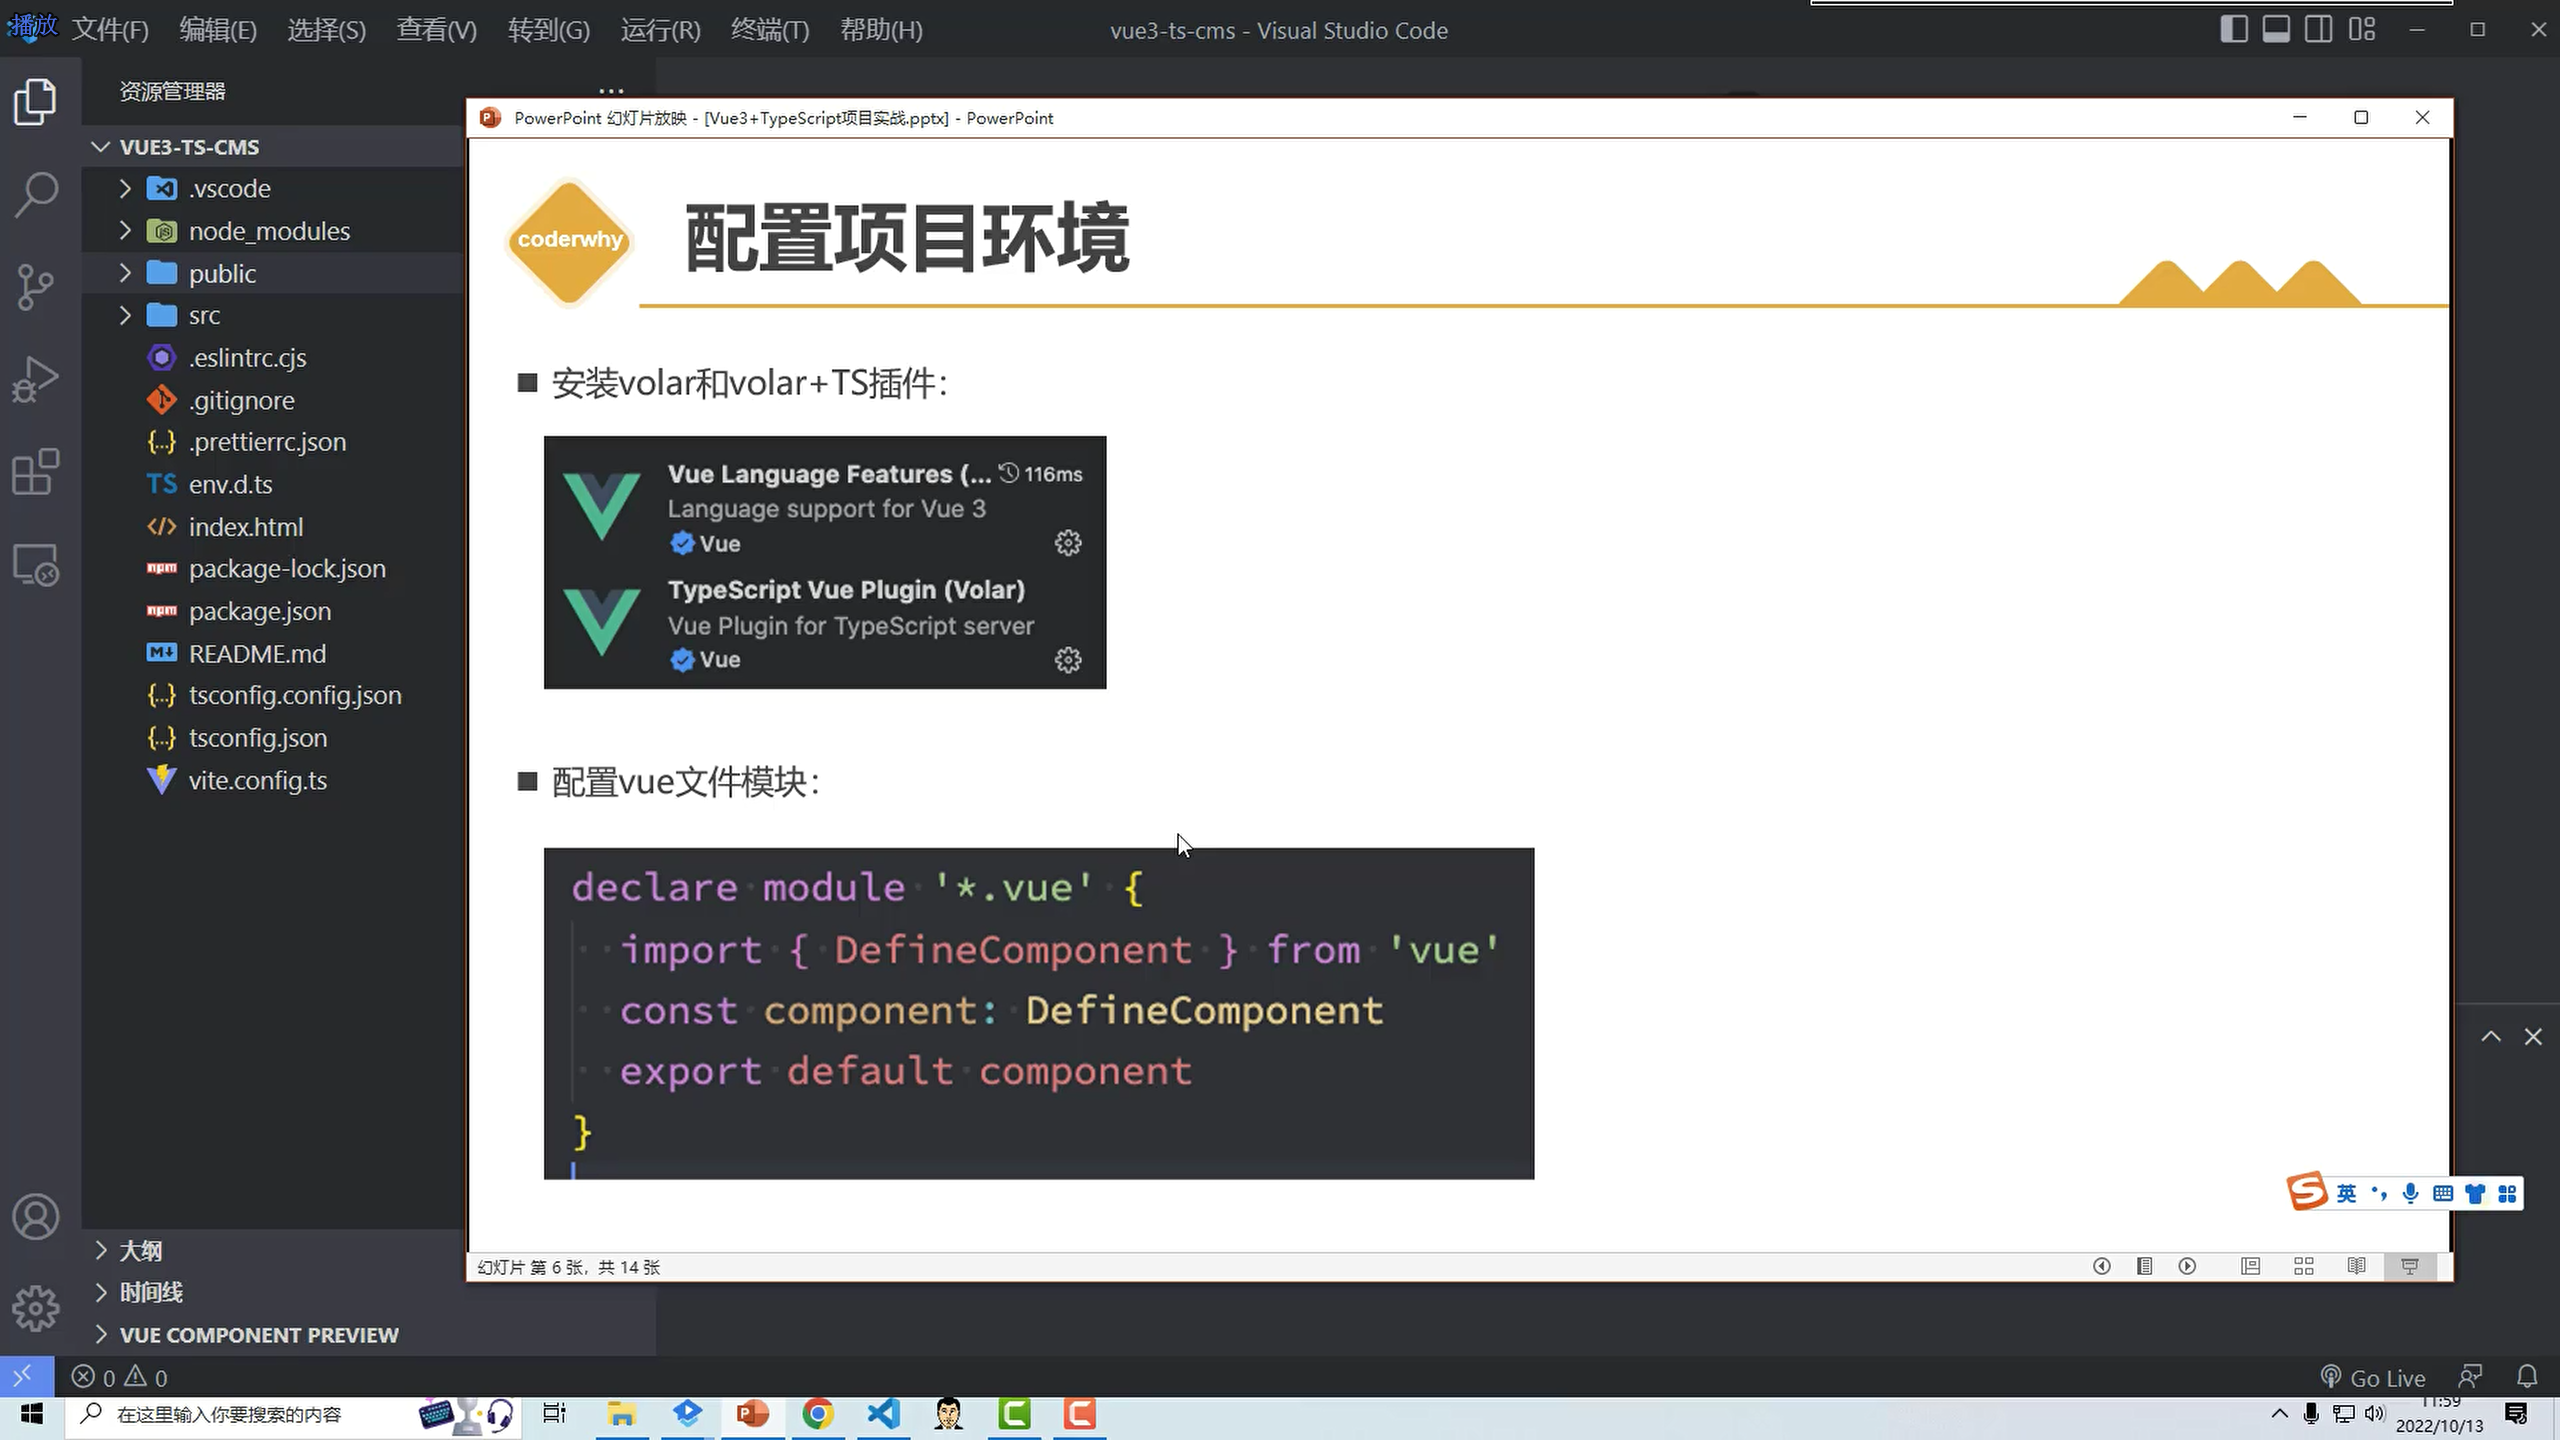 播放 文件(F) 编辑(E) 选择(S) 查看(V) 转到(G) 运行(R) 终端(T) 帮助(H) vue3-ts-cms - Visual Studio Code
资源管理器 ...
VUE3-TS-CMS
.vscode
node_modules
public
src
.eslintrc.cjs
.gitignore
.prettierrc.json
env.d.ts
index.html
package-lock.json
package.json
README.md
tsconfig.config.json
tsconfig.json
vite.config.ts
大纲
时间线
VUE COMPONENT PREVIEW
PowerPoint 幻灯片放映 - [Vue3+TypeScript项目实战.pptx] - PowerPoint
coderwhy
配置项目环境
安装volar和volar+TS插件：
Vue Language Features (... 116ms
Language support for Vue 3
Vue
TypeScript Vue Plugin (Volar)
Vue Plugin for TypeScript server
Vue
配置vue文件模块：
declare module '*.vue' {
import { DefineComponent } from 'vue'
const component: DefineComponent
export default component
}
英
幻灯片 第 6 张，共 14 张
0 0 Go Live
在这里输入你要搜索的内容
11:59
2022/10/13